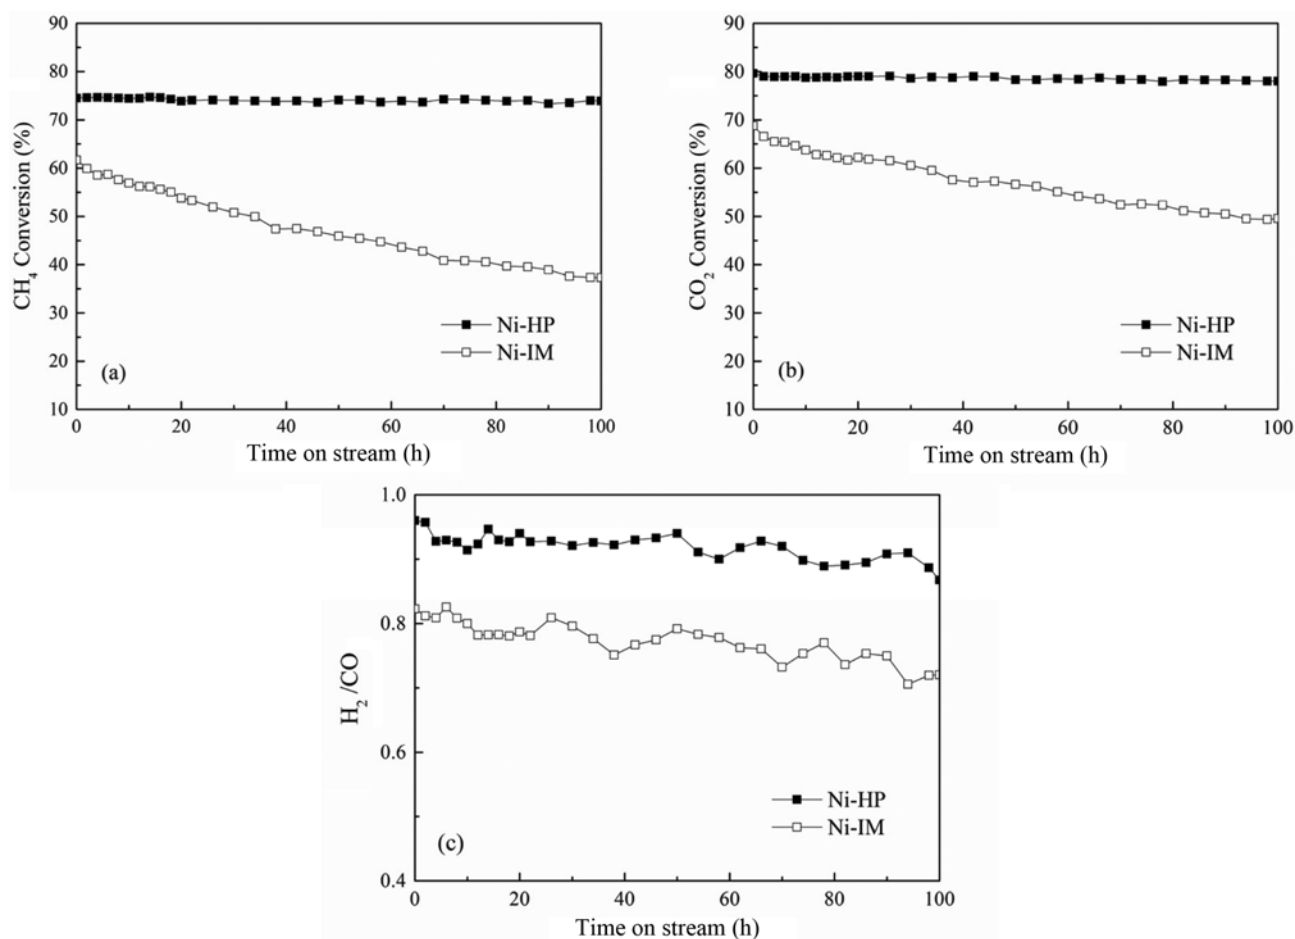 90
80
70
60
50
40
30
20
10
CH4 Conversion (%)
Ni-HP
Ni-IM
(a)
0 20 40 60 80 100
Time on stream (h)
90
80
70
60
50
40
30
20
10
CO2 Conversion (%)
Ni-HP
Ni-IM
(b)
0 20 40 60 80 100
Time on stream (h)
1.0
0.8
0.6
0.4
H2/CO
Ni-HP
Ni-IM
(c)
0 20 40 60 80 100
Time on stream (h)